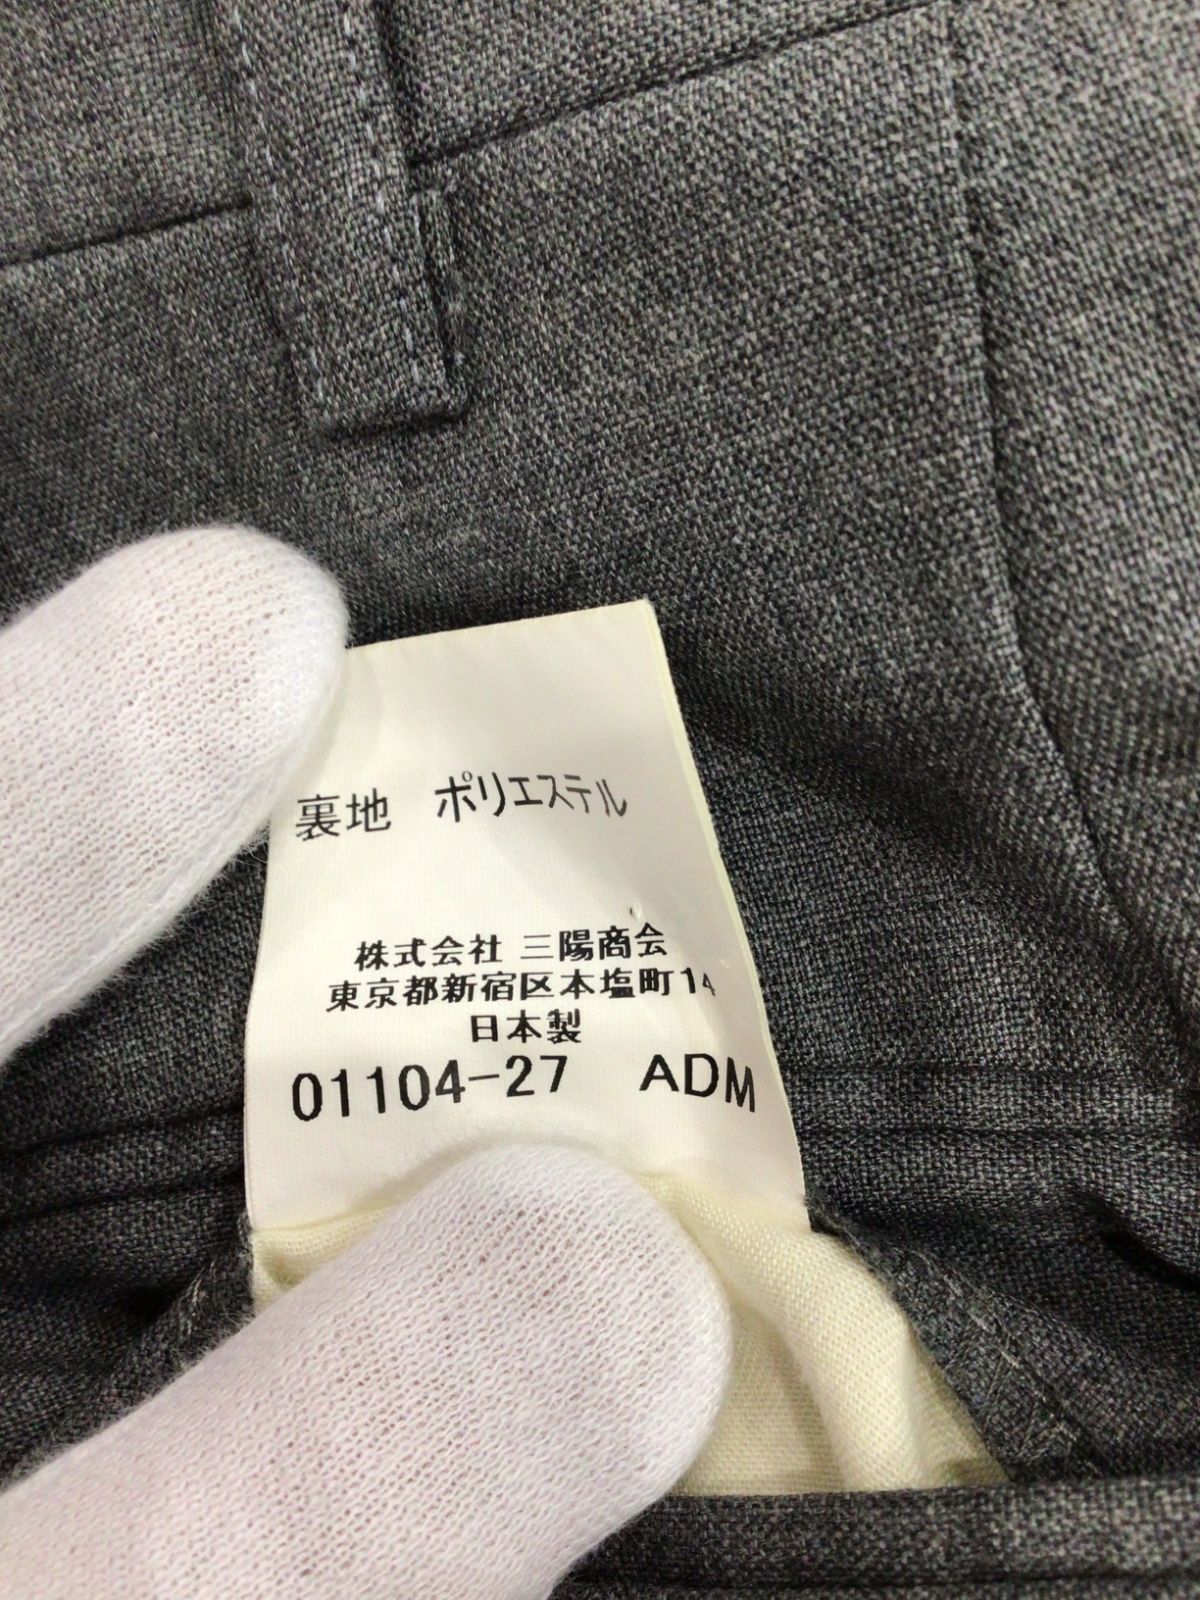 裏地 ポリエステル
株式会社 三陽商会
東京都新宿区本塩町14
日本製
01104-27 ADM